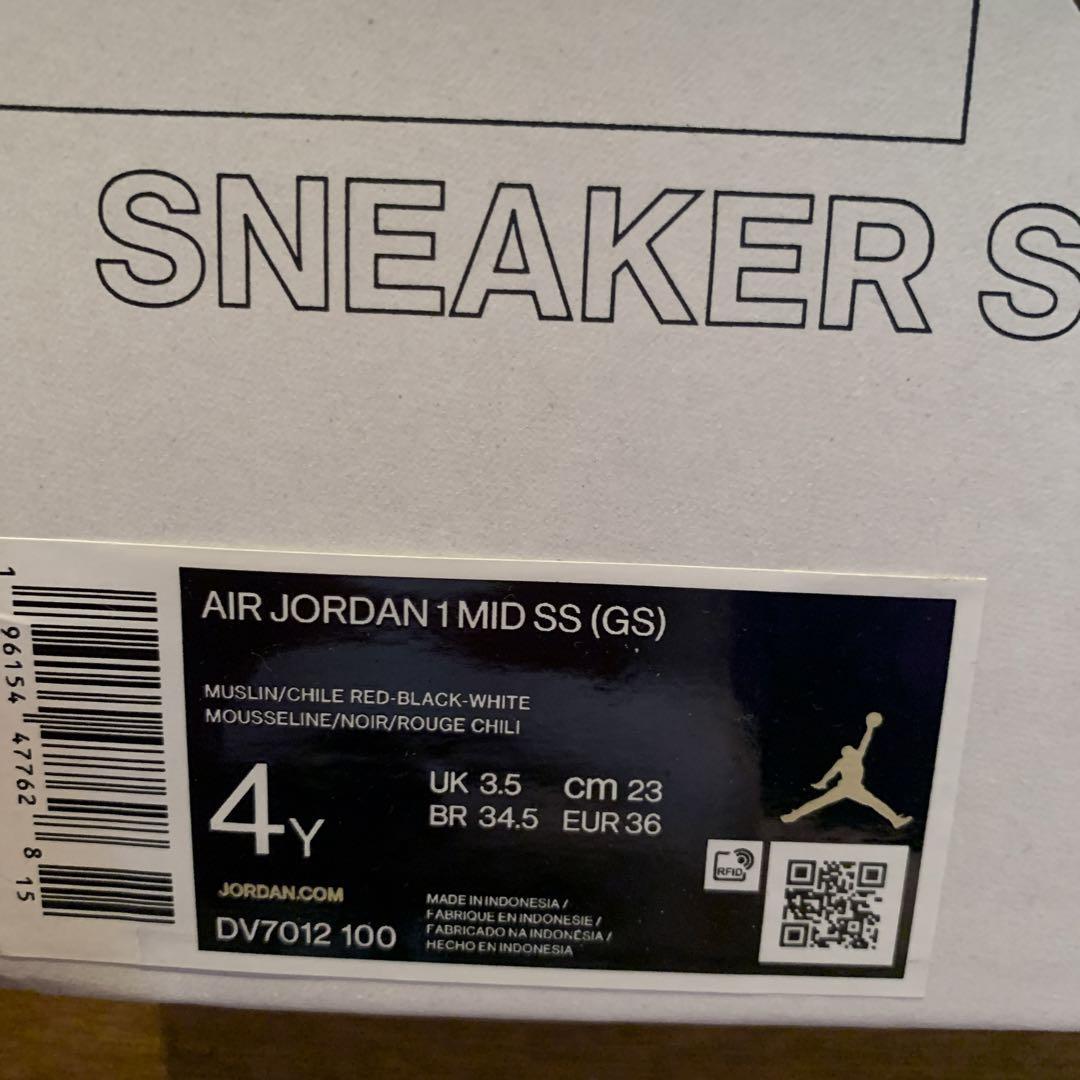 SNEAKER S
AIR JORDAN 1 MID SS (GS)
MUSLIN/CHILE RED-BLACK-WHITE
MOUSSELINE/NOIR/ROUGE CHILI
4Y
UK 3.5 cm 23
BR 34.5 EUR 36
JORDAN.COM
DV7012 100
MADE IN INDONESIA /
FABRIQUE EN INDONESIE /
FABRICADO NA INDONÉSIA /
HECHO EN INDONESIA
RFID
1 96154 47762 8 15